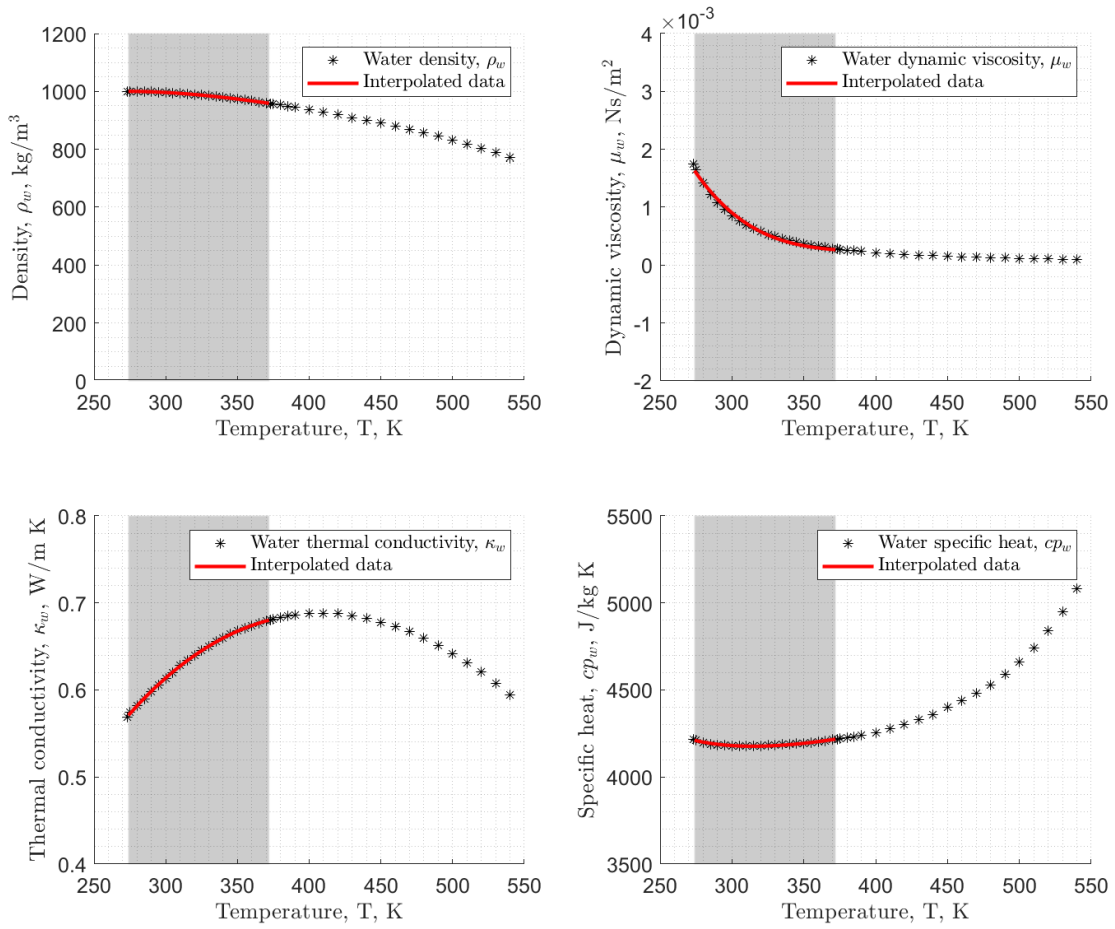 1200
1000
800
600
400
200
0
250 300 350 400 450 500 550
Density, ρw, kg/m³
Temperature, T, K
Water density, ρw
Interpolated data
×10⁻³
4
3
2
1
0
-1
-2
250 300 350 400 450 500 550
Dynamic viscosity, μw, Ns/m²
Temperature, T, K
Water dynamic viscosity, μw
Interpolated data
0.8
0.7
0.6
0.5
0.4
250 300 350 400 450 500 550
Thermal conductivity, κw, W/m K
Temperature, T, K
Water thermal conductivity, κw
Interpolated data
5500
5000
4500
4000
3500
250 300 350 400 450 500 550
Specific heat, cpw, J/kg K
Temperature, T, K
Water specific heat, cpw
Interpolated data